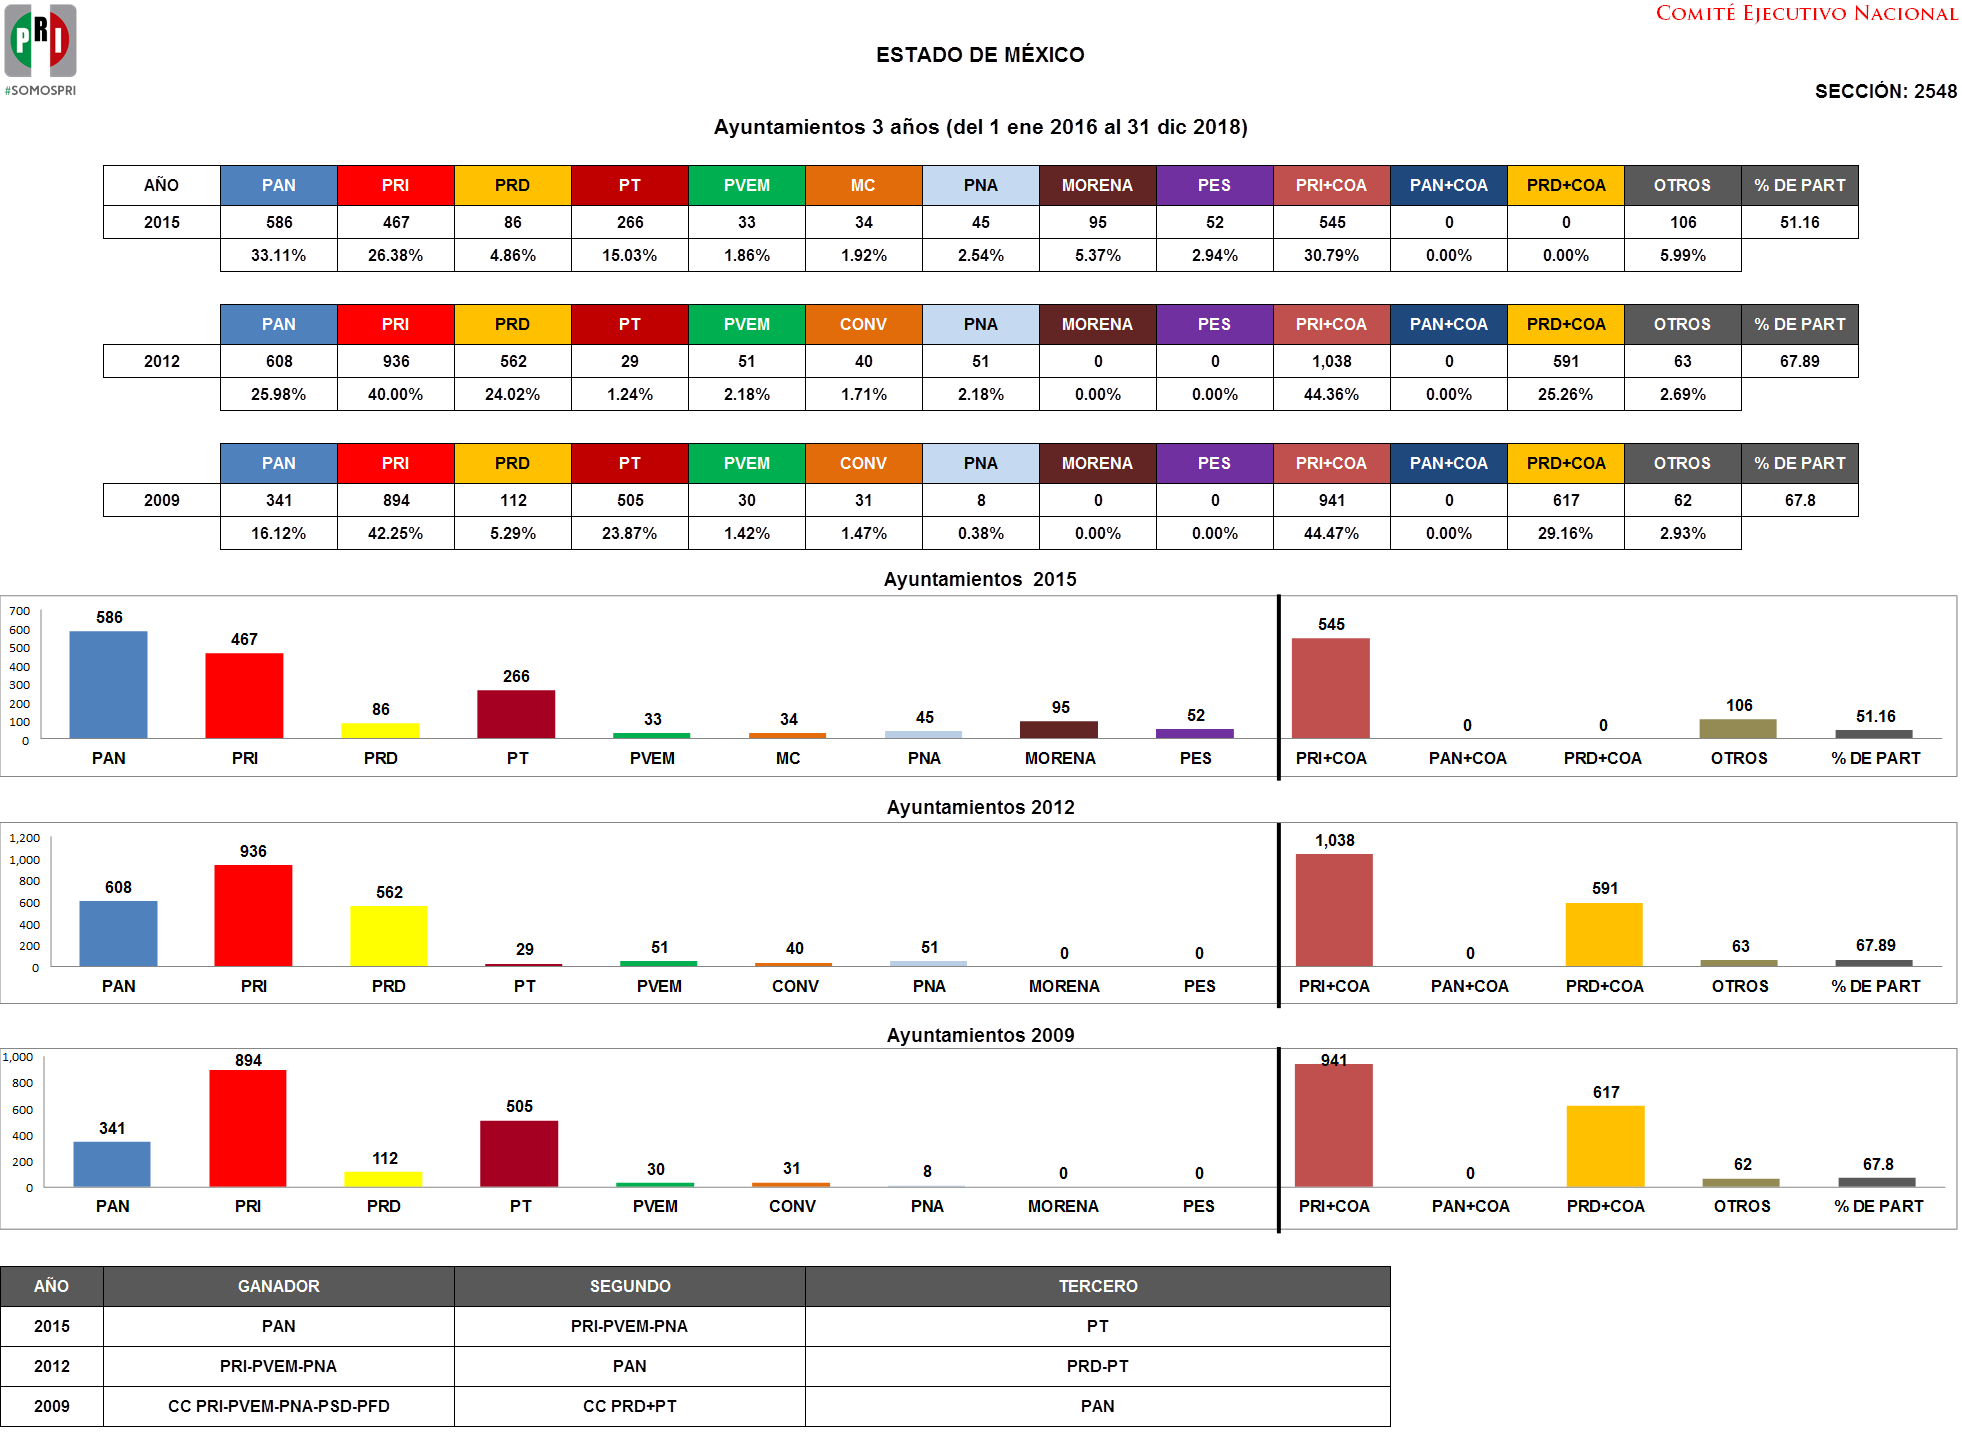 PRI
#SOMOSPRI
COMITÉ EJECUTIVO NACIONAL
ESTADO DE MÉXICO
SECCIÓN: 2548
Ayuntamientos 3 años (del 1 ene 2016 al 31 dic 2018)
AÑO PAN PRI PRD PT PVEM MC PNA MORENA PES PRI+COA PAN+COA PRD+COA OTROS % DE PART
2015 586 467 86 266 33 34 45 95 52 545 0 0 106 51.16
33.11% 26.38% 4.86% 15.03% 1.86% 1.92% 2.54% 5.37% 2.94% 30.79% 0.00% 0.00% 5.99%
PAN PRI PRD PT PVEM CONV PNA MORENA PES PRI+COA PAN+COA PRD+COA OTROS % DE PART
2012 608 936 562 29 51 40 51 0 0 1,038 0 591 63 67.89
25.98% 40.00% 24.02% 1.24% 2.18% 1.71% 2.18% 0.00% 0.00% 44.36% 0.00% 25.26% 2.69%
PAN PRI PRD PT PVEM CONV PNA MORENA PES PRI+COA PAN+COA PRD+COA OTROS % DE PART
2009 341 894 112 505 30 31 8 0 0 941 0 617 62 67.8
16.12% 42.25% 5.29% 23.87% 1.42% 1.47% 0.38% 0.00% 0.00% 44.47% 0.00% 29.16% 2.93%
Ayuntamientos 2015
700
600
500
400
300
200
100
0
586 467 86 266 33 34 45 95 52 545 0 0 106 51.16
PAN PRI PRD PT PVEM MC PNA MORENA PES PRI+COA PAN+COA PRD+COA OTROS % DE PART
Ayuntamientos 2012
1,200
1,000
800
600
400
200
0
608 936 562 29 51 40 51 0 0 1,038 0 591 63 67.89
PAN PRI PRD PT PVEM CONV PNA MORENA PES PRI+COA PAN+COA PRD+COA OTROS % DE PART
Ayuntamientos 2009
1,000
800
600
400
200
0
341 894 112 505 30 31 8 0 0 941 0 617 62 67.8
PAN PRI PRD PT PVEM CONV PNA MORENA PES PRI+COA PAN+COA PRD+COA OTROS % DE PART
AÑO GANADOR SEGUNDO TERCERO
2015 PAN PRI-PVEM-PNA PT
2012 PRI-PVEM-PNA PAN PRD-PT
2009 CC PRI-PVEM-PNA-PSD-PFD CC PRD+PT PAN